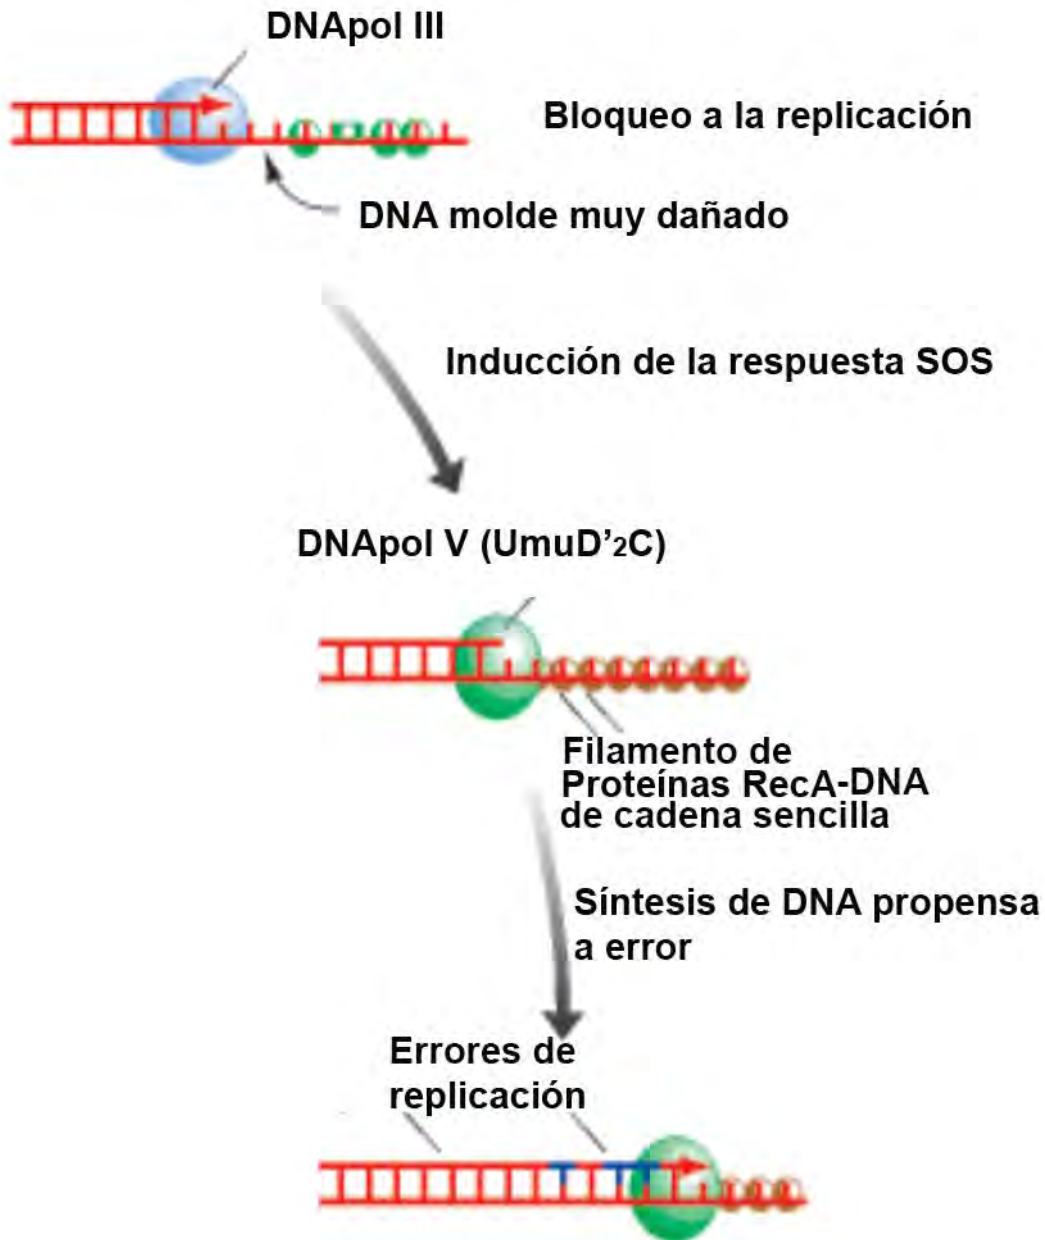 DNApol III
Bloqueo a la replicación
DNA molde muy dañado
Inducción de la respuesta SOS
DNApol V (UmuD’₂C)
Filamento de
Proteínas RecA-DNA
de cadena sencilla
Síntesis de DNA propensa
a error
Errores de
replicación